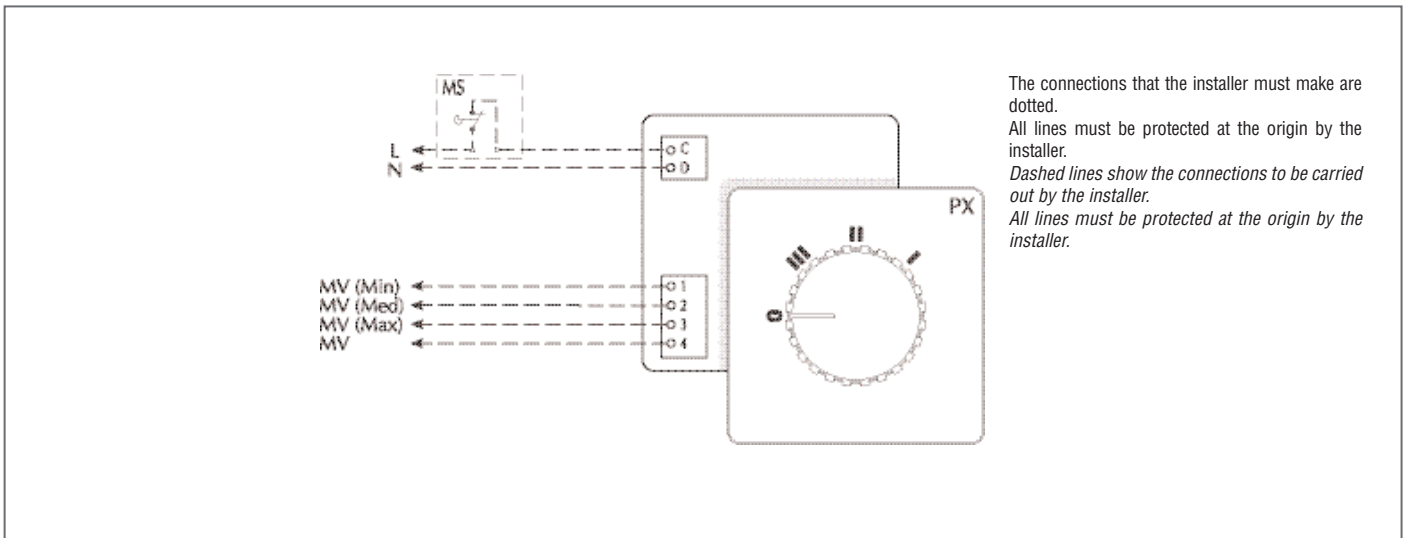 MS
L
N
C
D
MV (Min)
MV (Med)
MV (Max)
MV
1
2
3
4
PX
III
II
I
0
The connections that the installer must make are
dotted.
All lines must be protected at the origin by the
installer.
Dashed lines show the connections to be carried
out by the installer.
All lines must be protected at the origin by the
installer.